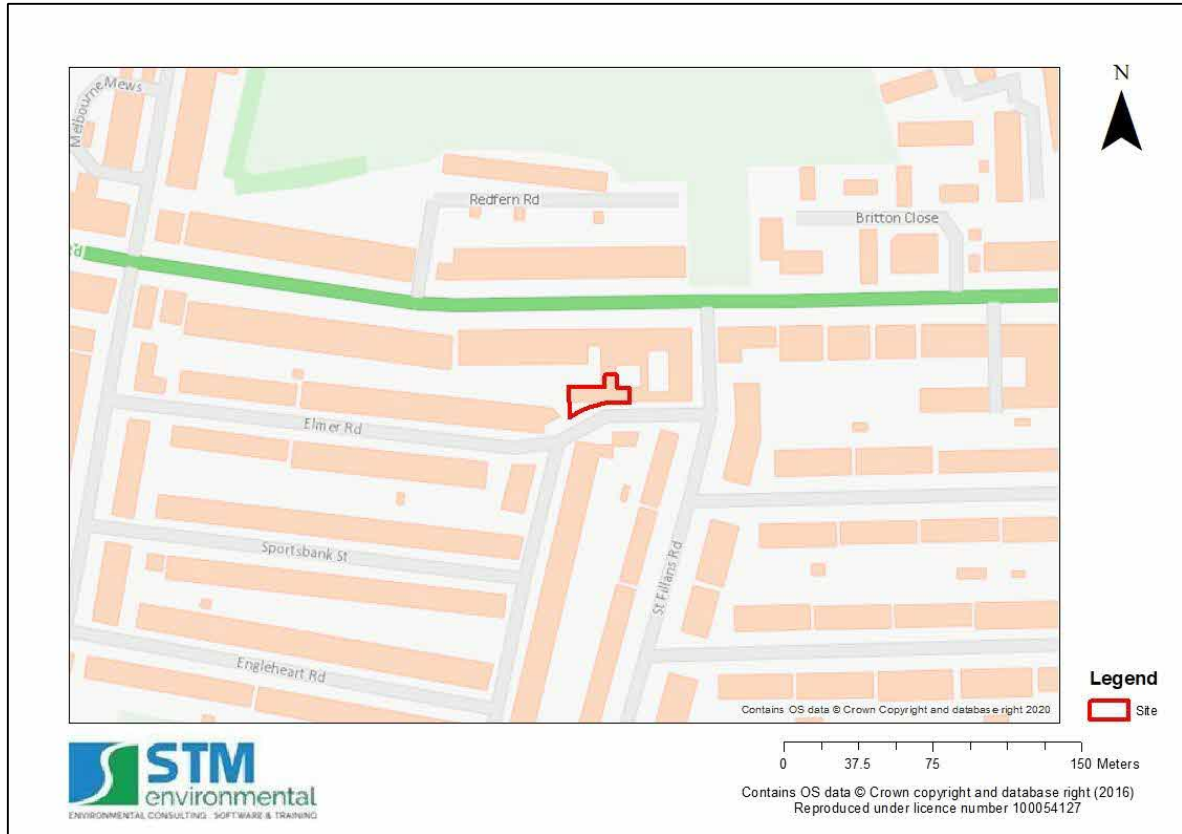 N
Melbourne Mews
Redfern Rd
Britton Close
Rd
Elmer Rd
Sportsbank St
St Fillans Rd
Engleheart Rd
Contains OS data © Crown Copyright and database right 2020
Legend
Site
STM
environmental
ENVIRONMENTAL CONSULTING . SOFTWARE & TRAINING
0 37.5 75 150 Meters
Contains OS data © Crown copyright and database right (2016)
Reproduced under licence number 100054127